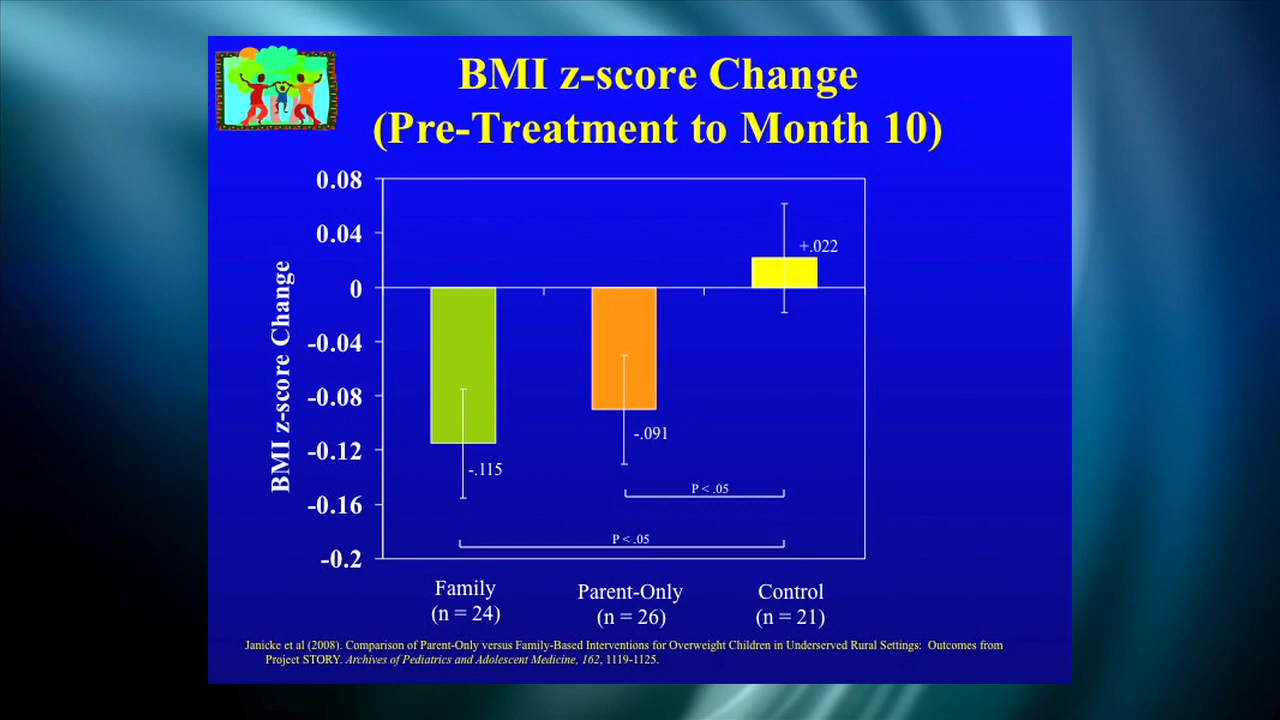 BMI z-score Change
(Pre-Treatment to Month 10)
BMI z-score Change
0.08
0.04
0
-0.04
-0.08
-0.12
-0.16
-0.2
+.022
-.091
-.115
P < .05
P < .05
Family
(n = 24)
Parent-Only
(n = 26)
Control
(n = 21)
Janicke et al (2008). Comparison of Parent-Only versus Family-Based Interventions for Overweight Children in Underserved Rural Settings: Outcomes from
Project STORY. Archives of Pediatrics and Adolescent Medicine, 162, 1119-1125.